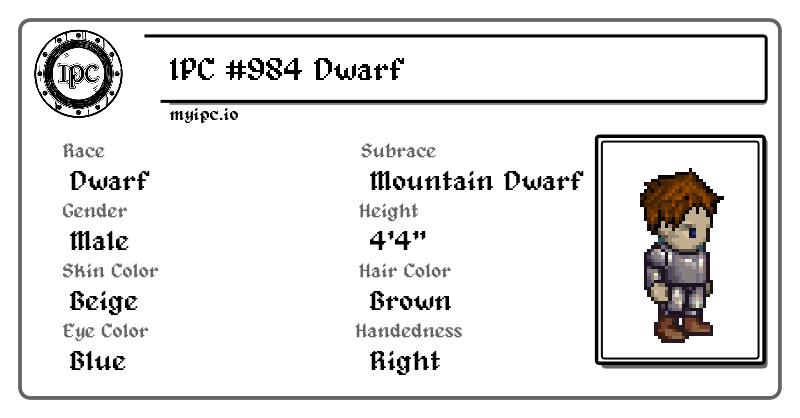 IPC
IPC #984 Dwarf
myipc.io
Race
Subrace
Dwarf
Mountain Dwarf
Gender
Height
Male
4'4"
Skin Color
Hair Color
Beige
Brown
Eye Color
Handedness
Blue
Right